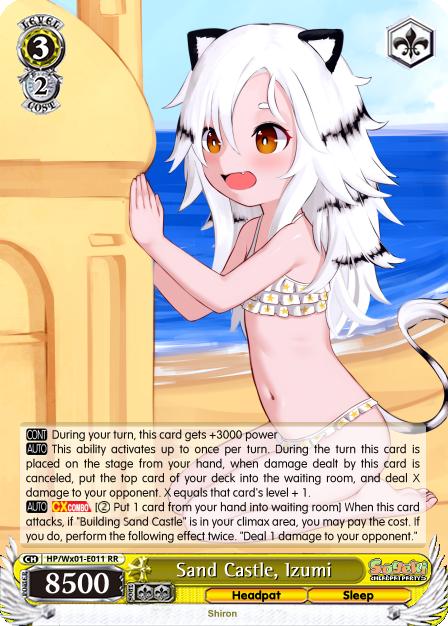 LEVEL
3
2
COST
CONT During your turn, this card gets +3000 power
AUTO This ability activates up to once per turn. During the turn this card is
placed on the stage from your hand, when damage dealt by this card is
canceled, put the top card of your deck into the waiting room, and deal X
damage to your opponent. X equals that card's level + 1.
AUTO CXCOMBO [② Put 1 card from your hand into waiting room] When this card
attacks, if "Building Sand Castle" is in your climax area, you may pay the cost. If
you do, perform the following effect twice. "Deal 1 damage to your opponent."
CH HP/Wx01-E011 RR
POWER 8500 SOUL
Sand Castle, Izumi
Headpat Sleep
HEADPAT PARTY
Shiron